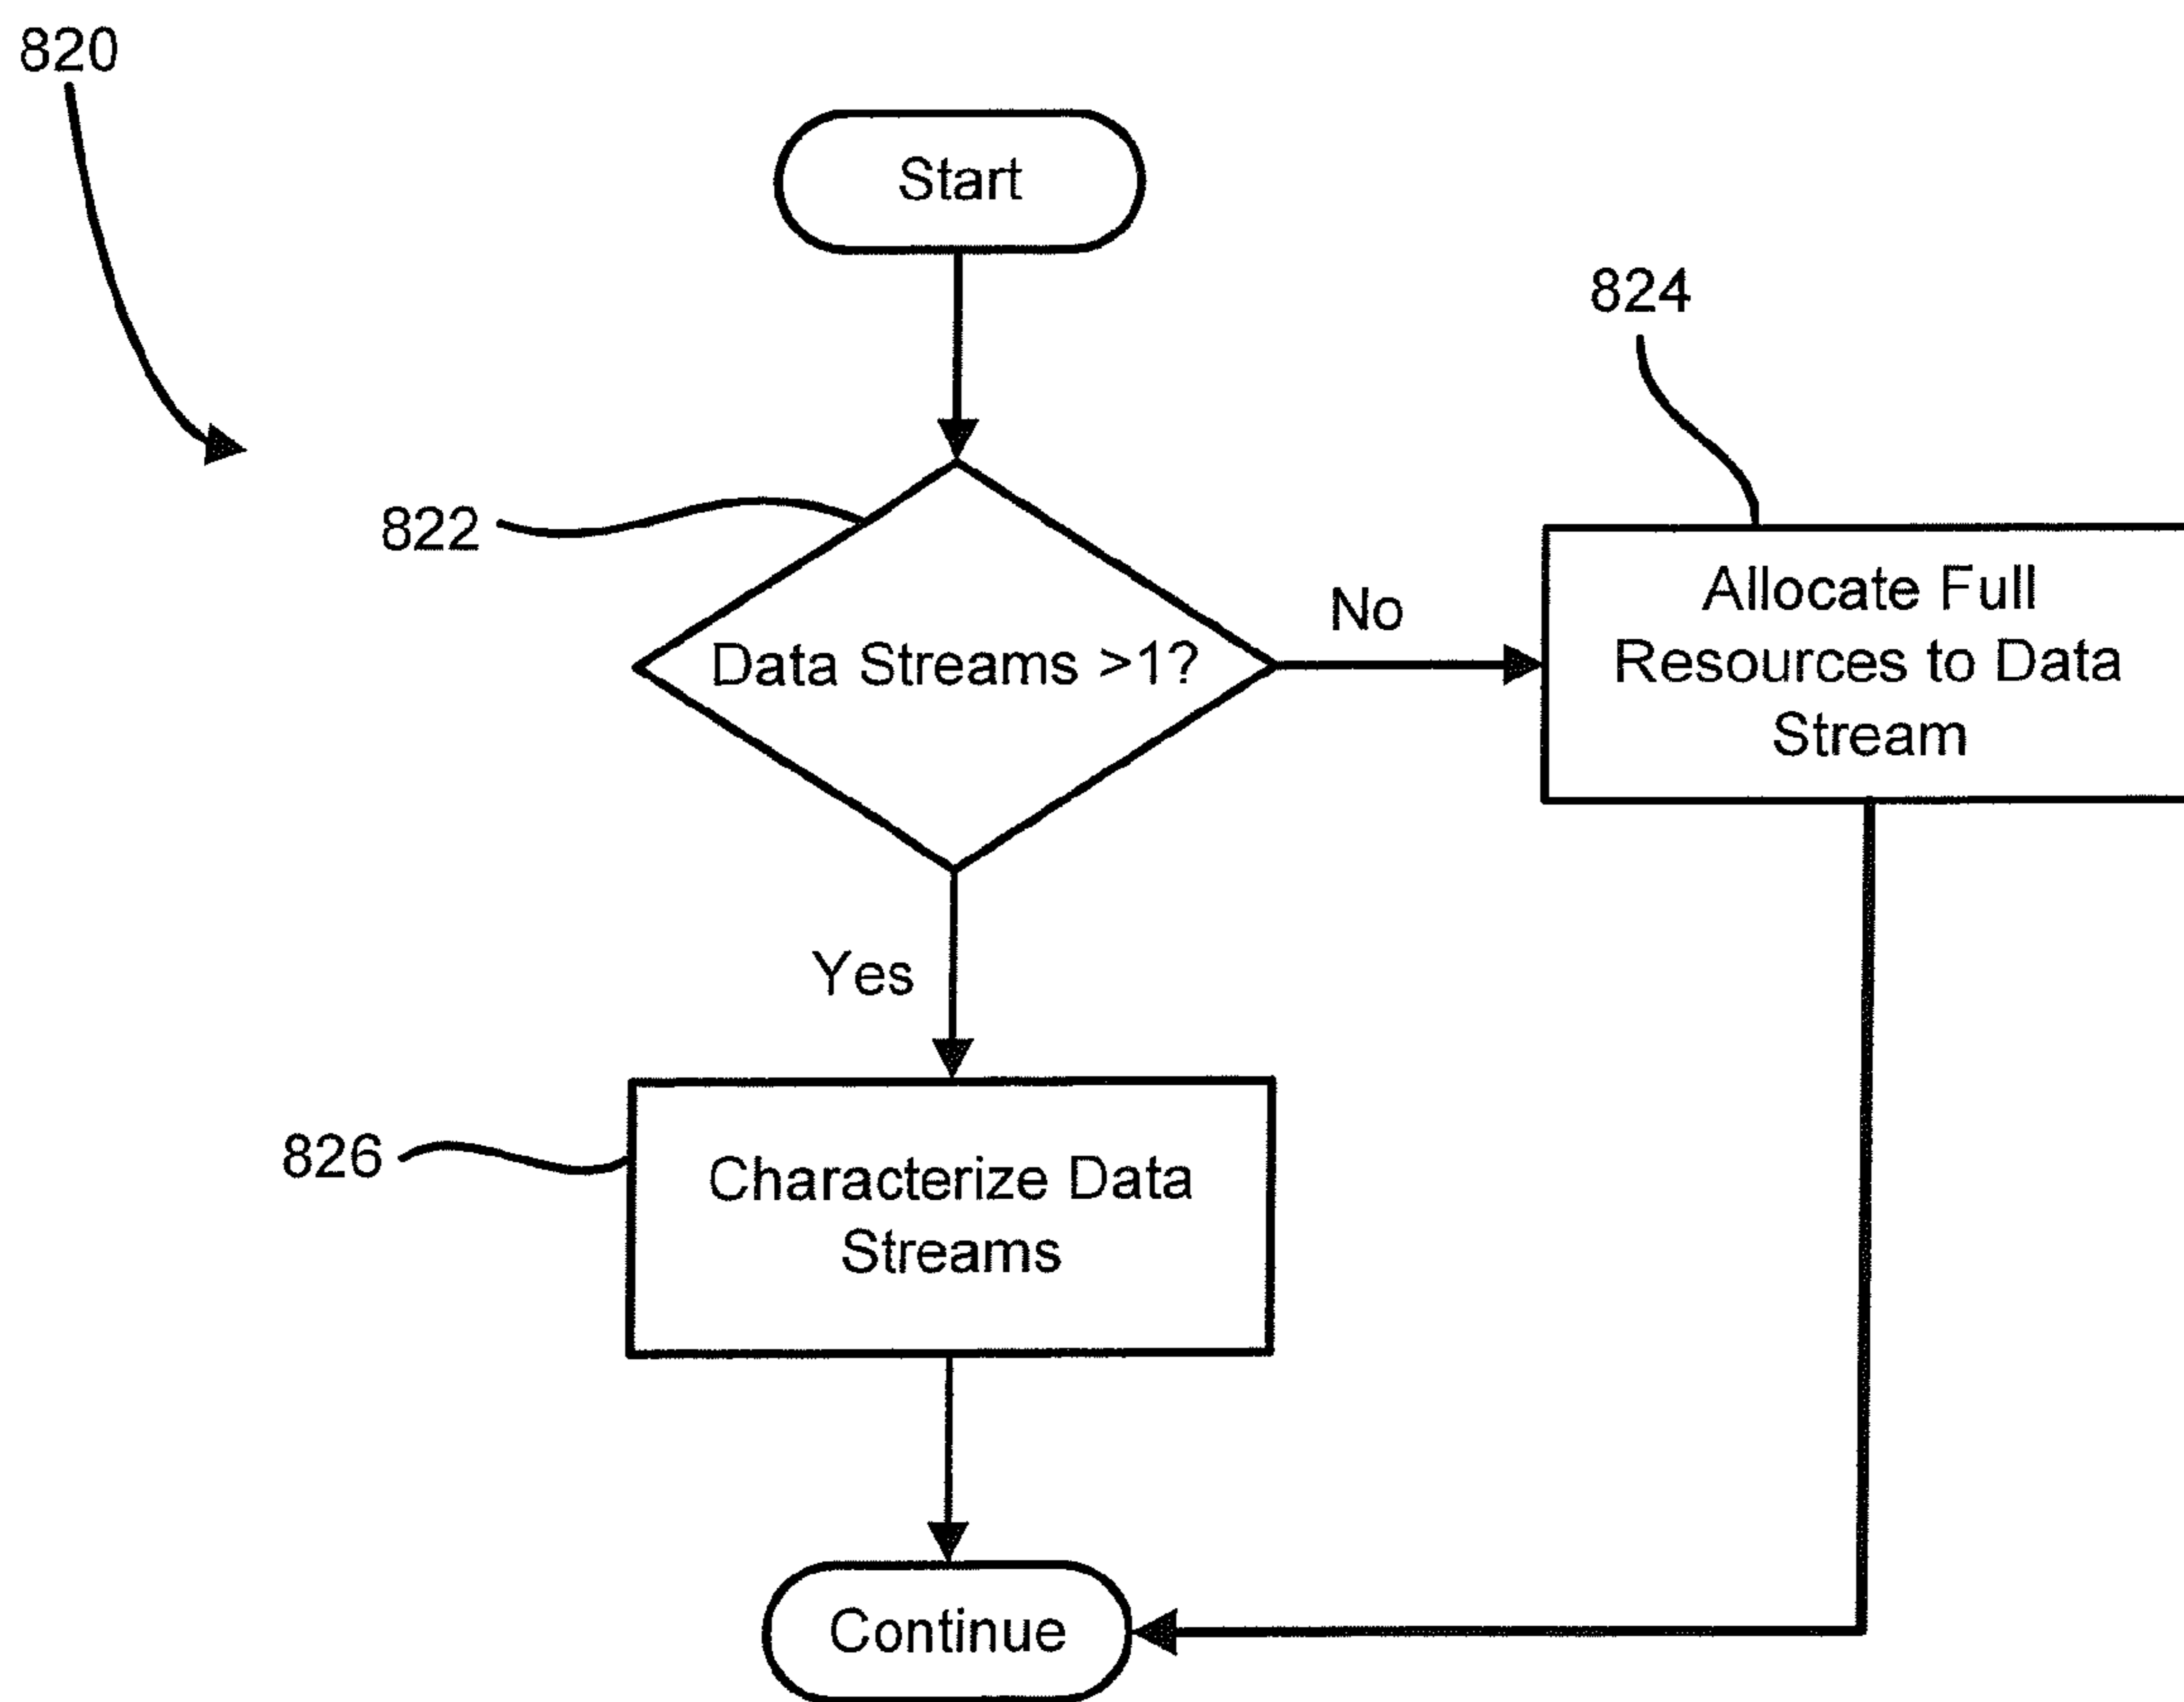 820
Start
824
822
Data Streams >1?
No
Allocate Full
Resources to Data
Stream
Yes
826
Characterize Data
Streams
Continue